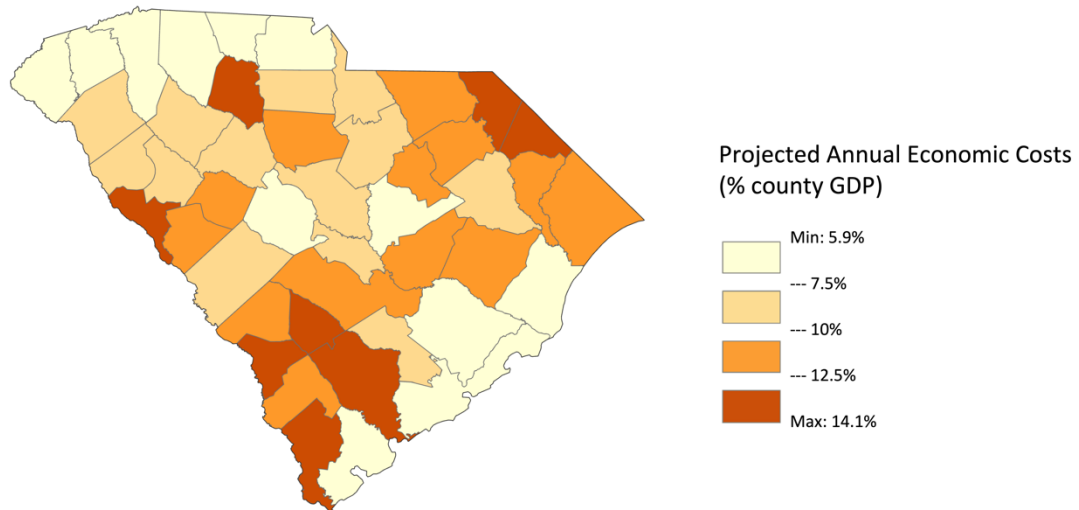 Projected Annual Economic Costs
(% county GDP)
Min: 5.9%
--- 7.5%
--- 10%
--- 12.5%
Max: 14.1%